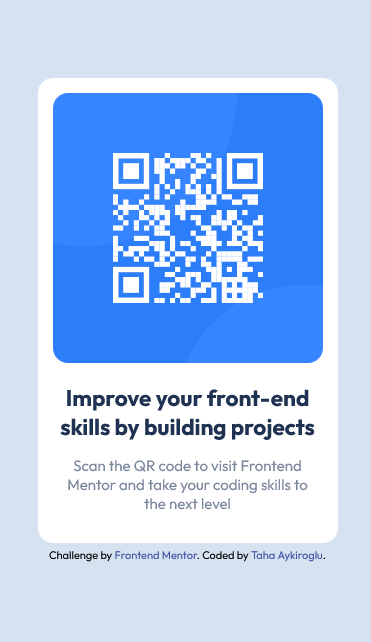 Improve your front-end
skills by building projects
Scan the QR code to visit Frontend
Mentor and take your coding skills to
the next level
Challenge by Frontend Mentor. Coded by Taha Aykiroglu.